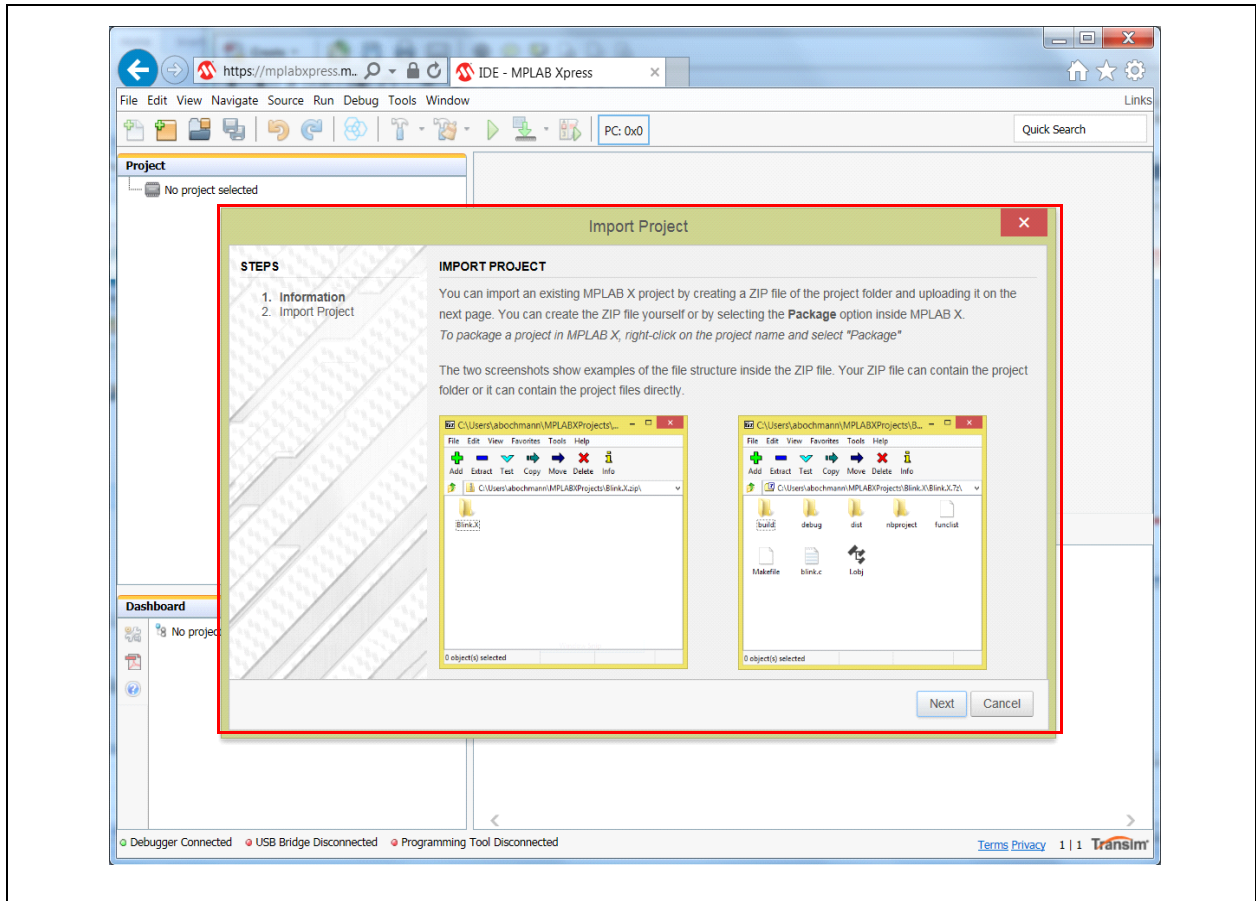 https://mplabxpress.m..
IDE - MPLAB Xpress
File Edit View Navigate Source Run Debug Tools Window
Links
PC: 0x0
Quick Search
Project
No project selected
Import Project
STEPS
1. Information
2. Import Project
IMPORT PROJECT
You can import an existing MPLAB X project by creating a ZIP file of the project folder and uploading it on the
next page. You can create the ZIP file yourself or by selecting the Package option inside MPLAB X.
To package a project in MPLAB X, right-click on the project name and select "Package"
The two screenshots show examples of the file structure inside the ZIP file. Your ZIP file can contain the project
folder or it can contain the project files directly.
C:\Users\abochmann\MPLABXProjects\...
File Edit View Favorites Tools Help
Add Extract Test Copy Move Delete Info
C:\Users\abochmann\MPLABXProjects\Blink.X.zip\
Blink.X
0 object(s) selected
C:\Users\abochmann\MPLABXProjects\B...
File Edit View Favorites Tools Help
Add Extract Test Copy Move Delete Info
C:\Users\abochmann\MPLABXProjects\Blink.X\Blink.X.7z\
build debug dist nbproject funclist
Makefile blink.c l.obj
0 object(s) selected
Next Cancel
Dashboard
No projec
Debugger Connected USB Bridge Disconnected Programming Tool Disconnected
Terms Privacy 1 | 1 Transim